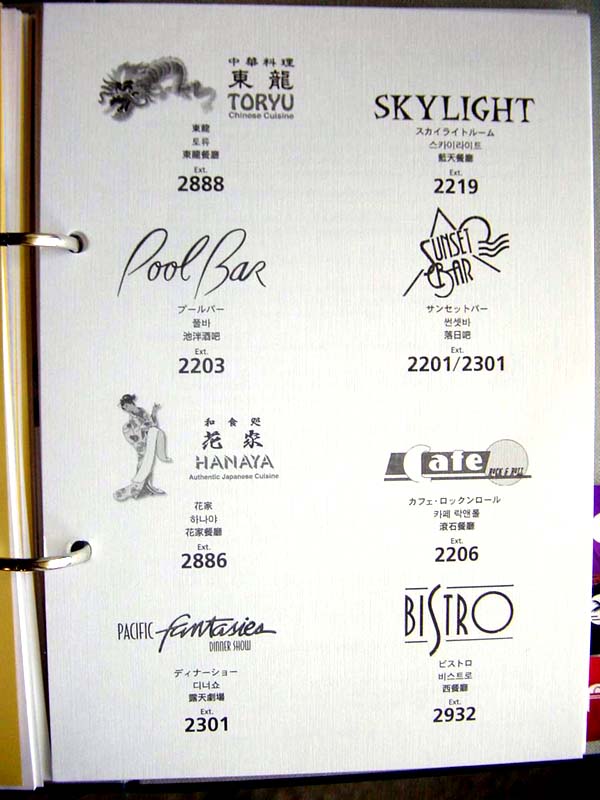 中華料理
東龍
TORYU
Chinese Cuisine
東龍
토류
東龍餐廳
Ext.
2888
SKYLIGHT
スカイライトルーム
스카이라이트
藍天餐廳
Ext.
2219
Pool Bar
プールバー
풀바
池泮酒吧
Ext.
2203
SUNSET
BAR
サンセットバー
썬셋바
落日吧
Ext.
2201/2301
和食処
花家
HANAYA
Authentic Japanese Cuisine
花家
하나야
花家餐廳
Ext.
2886
Cafe
ROCK & ROLL
カフェ・ロックンロール
카페 락앤롤
滾石餐廳
Ext.
2206
PACIFIC fantasies
DINNER SHOW
ディナーショー
디너쇼
露天劇場
Ext.
2301
BISTRO
ビストロ
비스트로
西餐廳
Ext.
2932